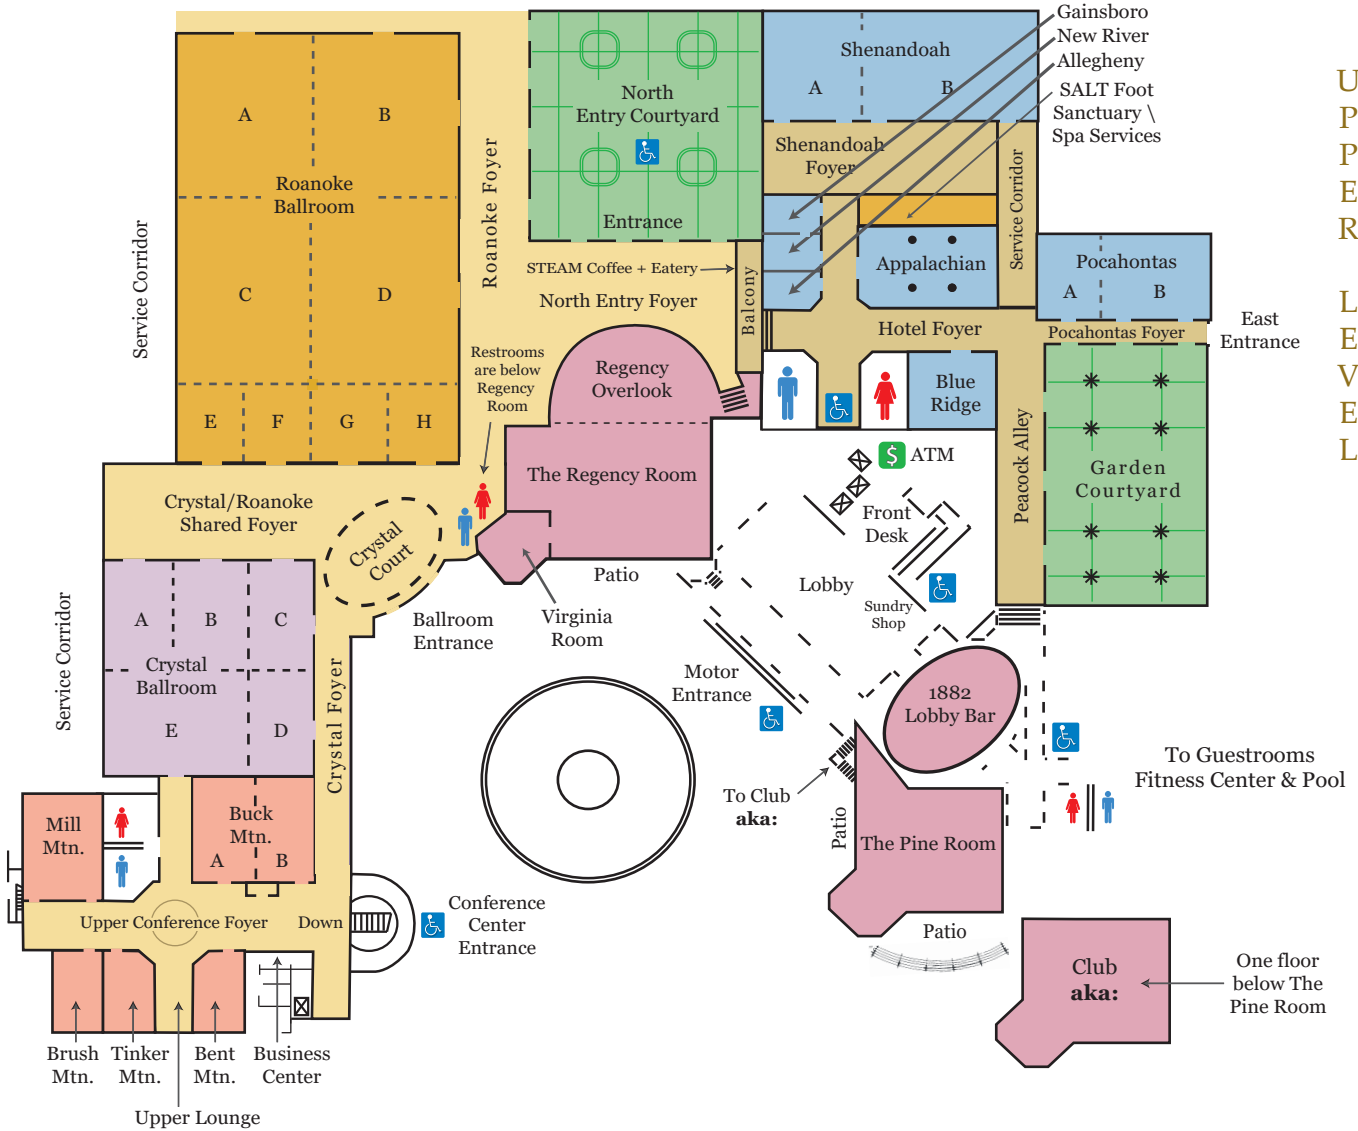 Gainsboro
New River
Allegheny
SALT Foot
Sanctuary \
Spa Services
UPPER LEVEL
Shenandoah
A
B
North
Entry Courtyard
Entrance
Shenandoah
Foyer
Service Corridor
A
B
Roanoke
Ballroom
C
D
E
F
G
H
Service Corridor
Roanoke Foyer
STEAM Coffee + Eatery
North Entry Foyer
Balcony
Appalachian
Pocahontas
A
B
Hotel Foyer
Pocahontas Foyer
East
Entrance
Restrooms
are below
Regency
Room
Regency
Overlook
Blue
Ridge
Peacock Alley
Garden
Courtyard
The Regency Room
$
ATM
Front
Desk
Lobby
Sundry
Shop
Crystal/Roanoke
Shared Foyer
Crystal
Court
Patio
Virginia
Room
Ballroom
Entrance
Service Corridor
A
B
C
Crystal
Ballroom
E
D
Crystal Foyer
Motor
Entrance
1882
Lobby Bar
To Guestrooms
Fitness Center & Pool
To Club
aka:
Patio
The Pine Room
Patio
Mill
Mtn.
Buck
Mtn.
A
B
Upper Conference Foyer
Down
Conference
Center
Entrance
Club
aka:
One floor
below The
Pine Room
Brush
Mtn.
Tinker
Mtn.
Bent
Mtn.
Business
Center
Upper Lounge